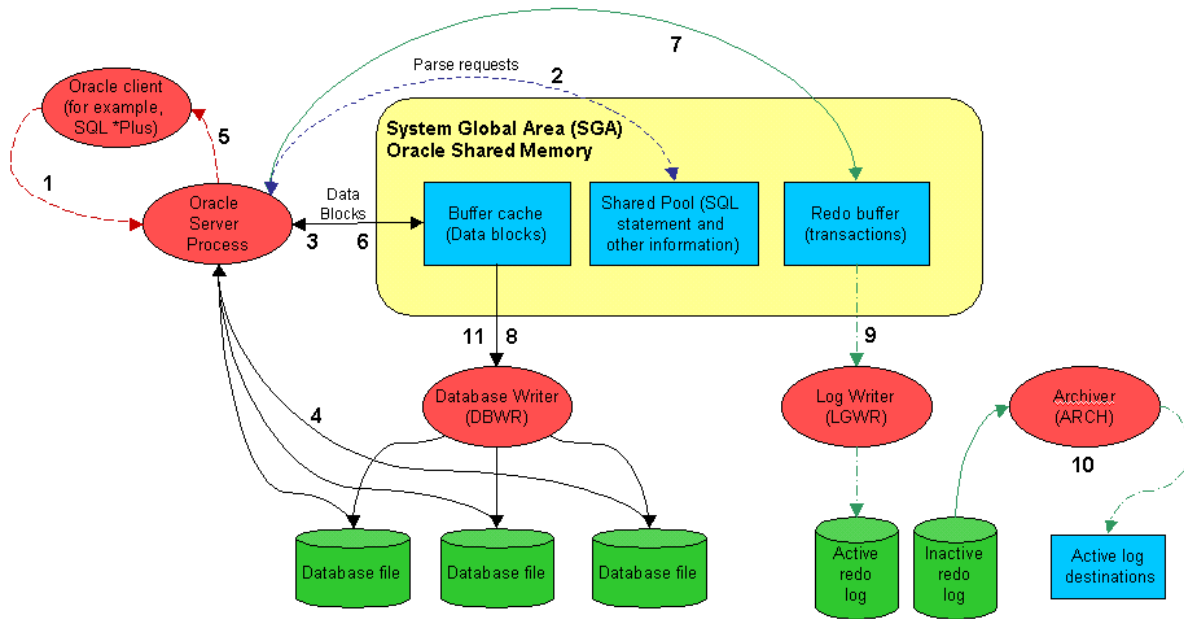 7
Parse requests
2
Oracle client
(for example,
SQL *Plus)
5
1
System Global Area (SGA)
Oracle Shared Memory
Oracle
Server
Process
Data
Blocks
3
6
Buffer cache
(Data blocks)
Shared Pool (SQL
statement and
other information)
Redo buffer
(transactions)
11
8
9
4
Database Writer
(DBWR)
Log Writer
(LGWR)
Archiver
(ARCH)
10
Database file
Database file
Database file
Active
redo
log
Inactive
redo
log
Active log
destinations